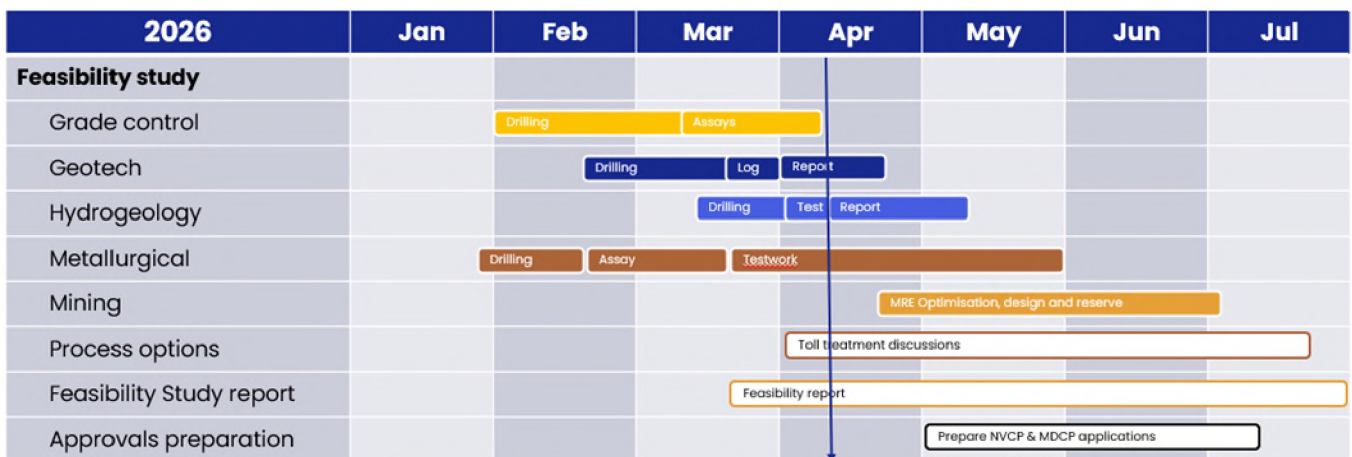 2026 Jan Feb Mar Apr May Jun Jul
Feasibility study
Grade control Drilling Assays
Geotech Drilling Log Report
Hydrogeology Drilling Test Report
Metallurgical Drilling Assay Testwork
Mining MRE Optimisation, design and reserve
Process options Toll treatment discussions
Feasibility Study report Feasibility report
Approvals preparation Prepare NVCP & MDCP applications